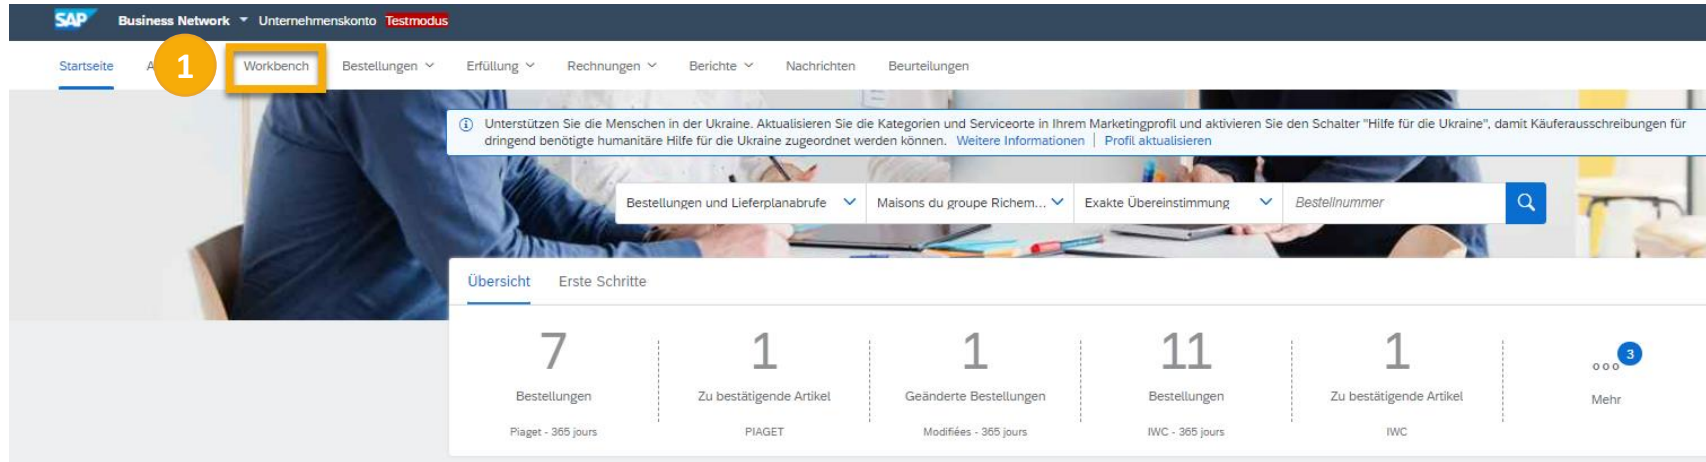 SAP Business Network Unternehmenskonto Testmodus
Startseite 1 Workbench Bestellungen Erfüllung Rechnungen Berichte Nachrichten Beurteilungen
Unterstützen Sie die Menschen in der Ukraine. Aktualisieren Sie die Kategorien und Serviceorte in Ihrem Marketingprofil und aktivieren Sie den Schalter "Hilfe für die Ukraine", damit Käuferausschreibungen für
dringend benötigte humanitäre Hilfe für die Ukraine zugeordnet werden können. Weitere Informationen | Profil aktualisieren
Bestellungen und Lieferplanabrufe Maisons du groupe Richem... Exakte Übereinstimmung Bestellnummer
Übersicht Erste Schritte
7 1 1 11 1 3
Bestellungen Zu bestätigende Artikel Geänderte Bestellungen Bestellungen Zu bestätigende Artikel Mehr
Piaget - 365 jours PIAGET Modifiées - 365 jours IWC - 365 jours IWC